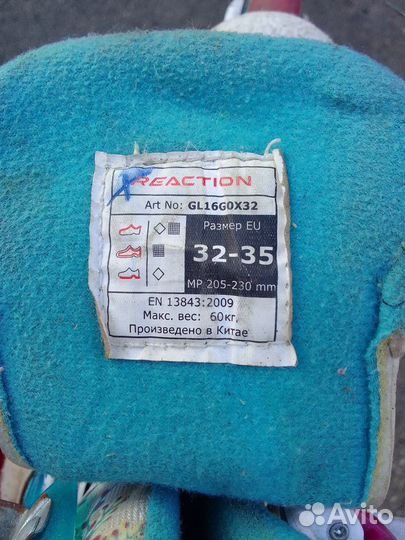 REACTION
Art No: GL16G0X32
Размер EU
32-35
MP 205-230 mm
EN 13843:2009
Макс. вес: 60кг,
Произведено в Китае
Avito